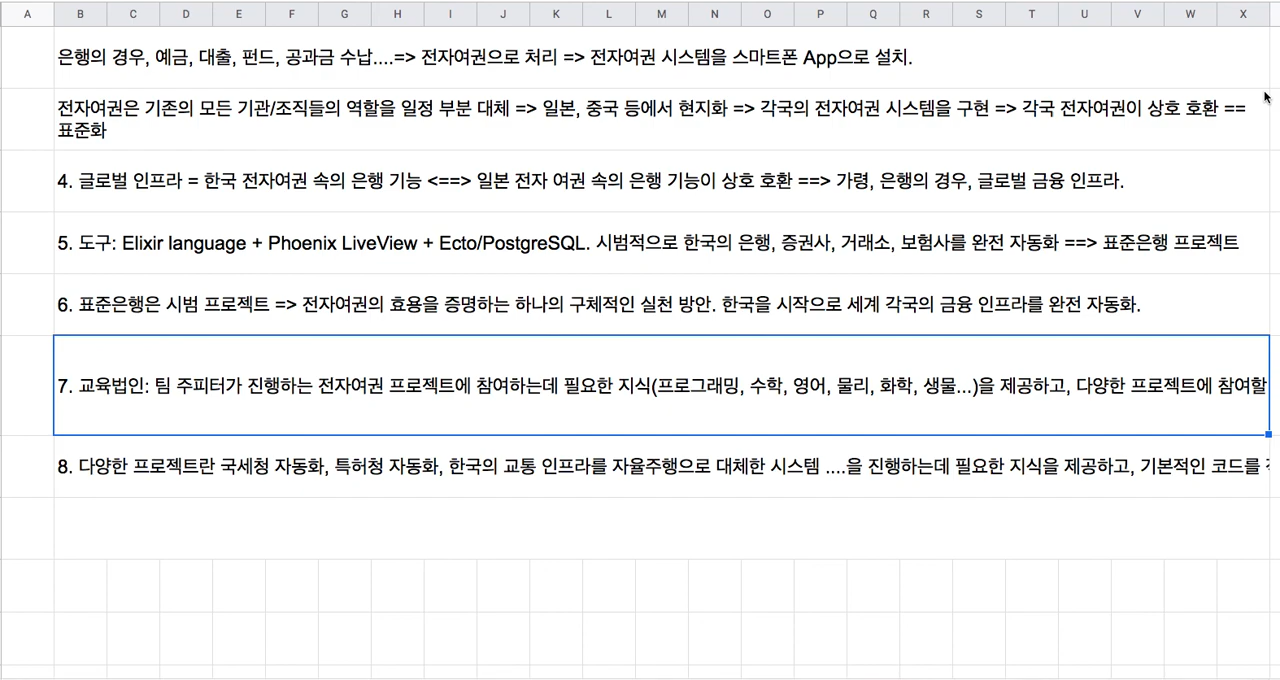 A B C D E F G H I J K L M N O P Q R S T U V W X
은행의 경우, 예금, 대출, 펀드, 공과금 수납....=> 전자여권으로 처리 => 전자여권 시스템을 스마트폰 App으로 설치.
전자여권은 기존의 모든 기관/조직들의 역할을 일정 부분 대체 => 일본, 중국 등에서 현지화 => 각국의 전자여권 시스템을 구현 => 각국 전자여권이 상호 호환 ==
표준화
4. 글로벌 인프라 = 한국 전자여권 속의 은행 기능 <==> 일본 전자 여권 속의 은행 기능이 상호 호환 ==> 가령, 은행의 경우, 글로벌 금융 인프라.
5. 도구: Elixir language + Phoenix LiveView + Ecto/PostgreSQL. 시범적으로 한국의 은행, 증권사, 거래소, 보험사를 완전 자동화 ==> 표준은행 프로젝트
6. 표준은행은 시범 프로젝트 => 전자여권의 효용을 증명하는 하나의 구체적인 실천 방안. 한국을 시작으로 세계 각국의 금융 인프라를 완전 자동화.
7. 교육법인: 팀 주피터가 진행하는 전자여권 프로젝트에 참여하는데 필요한 지식(프로그래밍, 수학, 영어, 물리, 화학, 생물...)을 제공하고, 다양한 프로젝트에 참여할
8. 다양한 프로젝트란 국세청 자동화, 특허청 자동화, 한국의 교통 인프라를 자율주행으로 대체한 시스템 ....을 진행하는데 필요한 지식을 제공하고, 기본적인 코드를